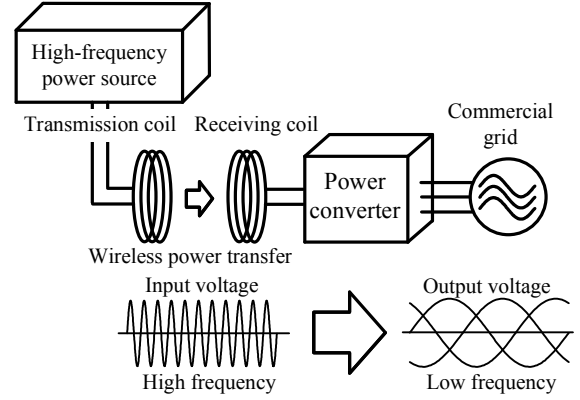 High-frequency
power source
Transmission coil
Receiving coil
Commercial
grid
Power
converter
Wireless power transfer
Input voltage
Output voltage
High frequency
Low frequency